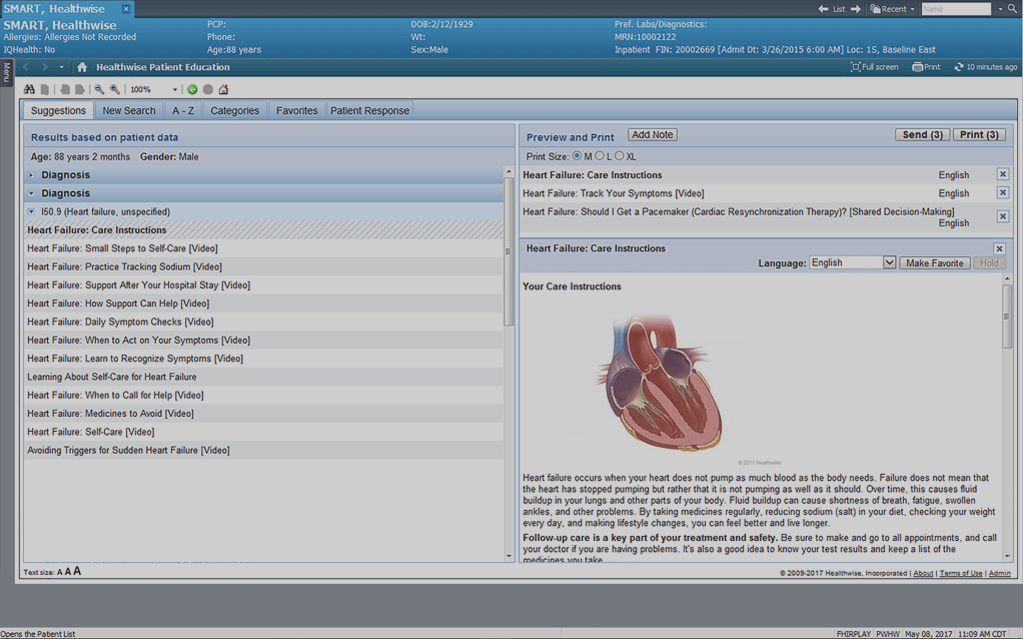 SMART, Healthwise
List
Recent
Name
SMART, Healthwise
PCP:
DOB:2/12/1929
Pref. Labs/Diagnostics:
Allergies: Allergies Not Recorded
Phone:
Wt:
MRN:10002122
IQHealth: No
Age:88 years
Sex:Male
Inpatient FIN: 20002669 [Admit Dt: 3/26/2015 6:00 AM] Loc: 1S, Baseline East
Menu
Healthwise Patient Education
Full screen
Print
10 minutes ago
100%
Suggestions
New Search
A - Z
Categories
Favorites
Patient Response
Results based on patient data
Age: 88 years 2 months Gender: Male
Diagnosis
Diagnosis
I50.9 (Heart failure, unspecified)
Heart Failure: Care Instructions
Heart Failure: Small Steps to Self-Care [Video]
Heart Failure: Practice Tracking Sodium [Video]
Heart Failure: Support After Your Hospital Stay [Video]
Heart Failure: How Support Can Help [Video]
Heart Failure: Daily Symptom Checks [Video]
Heart Failure: When to Act on Your Symptoms [Video]
Heart Failure: Learn to Recognize Symptoms [Video]
Learning About Self-Care for Heart Failure
Heart Failure: When to Call for Help [Video]
Heart Failure: Medicines to Avoid [Video]
Heart Failure: Self-Care [Video]
Avoiding Triggers for Sudden Heart Failure [Video]
Preview and Print
Add Note
Send (3)
Print (3)
Print Size: M L XL
Heart Failure: Care Instructions English
Heart Failure: Track Your Symptoms [Video] English
Heart Failure: Should I Get a Pacemaker (Cardiac Resynchronization Therapy)? [Shared Decision-Making]
English
Heart Failure: Care Instructions
Language: English Make Favorite Hold
Your Care Instructions
© 2017 Healthwise
Heart failure occurs when your heart does not pump as much blood as the body needs. Failure does not mean that
the heart has stopped pumping but rather that it is not pumping as well as it should. Over time, this causes fluid
buildup in your lungs and other parts of your body. Fluid buildup can cause shortness of breath, fatigue, swollen
ankles, and other problems. By taking medicines regularly, reducing sodium (salt) in your diet, checking your weight
every day, and making lifestyle changes, you can feel better and live longer.
Follow-up care is a key part of your treatment and safety. Be sure to make and go to all appointments, and call
your doctor if you are having problems. It's also a good idea to know your test results and keep a list of the
medicines you take.
Text size: A A A
© 2009-2017 Healthwise, Incorporated | About | Terms of Use | Admin
Opens the Patient List
FHIRPLAY PWHW May 08, 2017 11:09 AM CDT